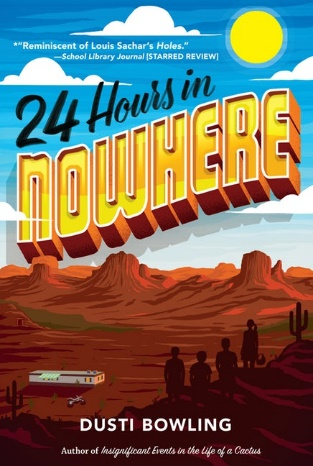 *“Reminiscent of Louis Sachar’s Holes.”
—School Library Journal [STARRED REVIEW]
24 Hours in
NOWHERE
DUSTI BOWLING
Author of Insignificant Events in the Life of a Cactus